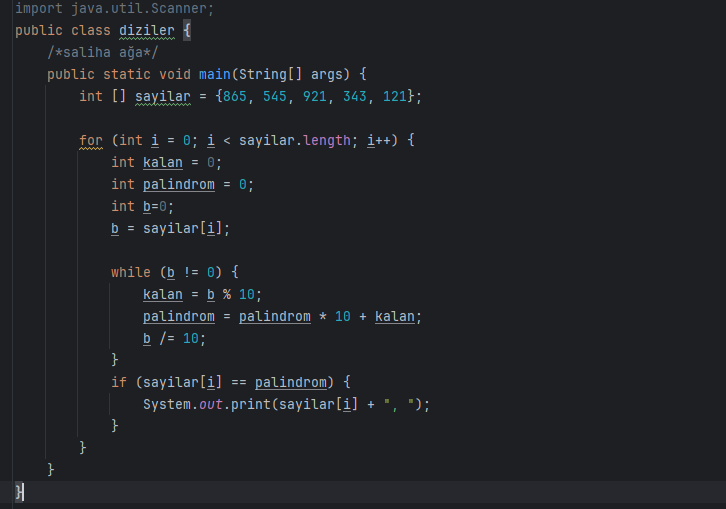 import java.util.Scanner;
public class diziler {
    /*saliha ağa*/
    public static void main(String[] args) {
        int [] sayilar = {865, 545, 921, 343, 121};

        for (int i = 0; i < sayilar.length; i++) {
            int kalan = 0;
            int palindrom = 0;
            int b=0;
            b = sayilar[i];

            while (b != 0) {
                kalan = b % 10;
                palindrom = palindrom * 10 + kalan;
                b /= 10;
            }
            if (sayilar[i] == palindrom) {
                System.out.print(sayilar[i] + ", ");
            }
        }
    }
}